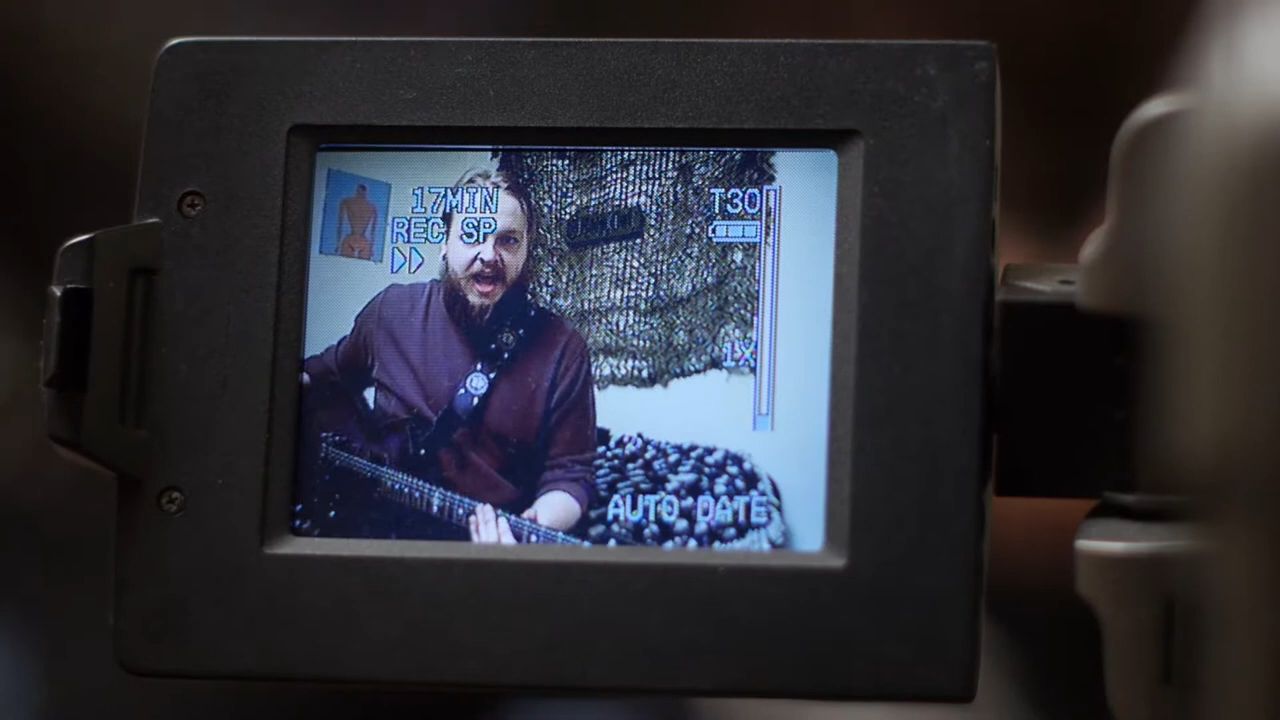 17MIN
T30
REC SP
1X
AUTO DATE